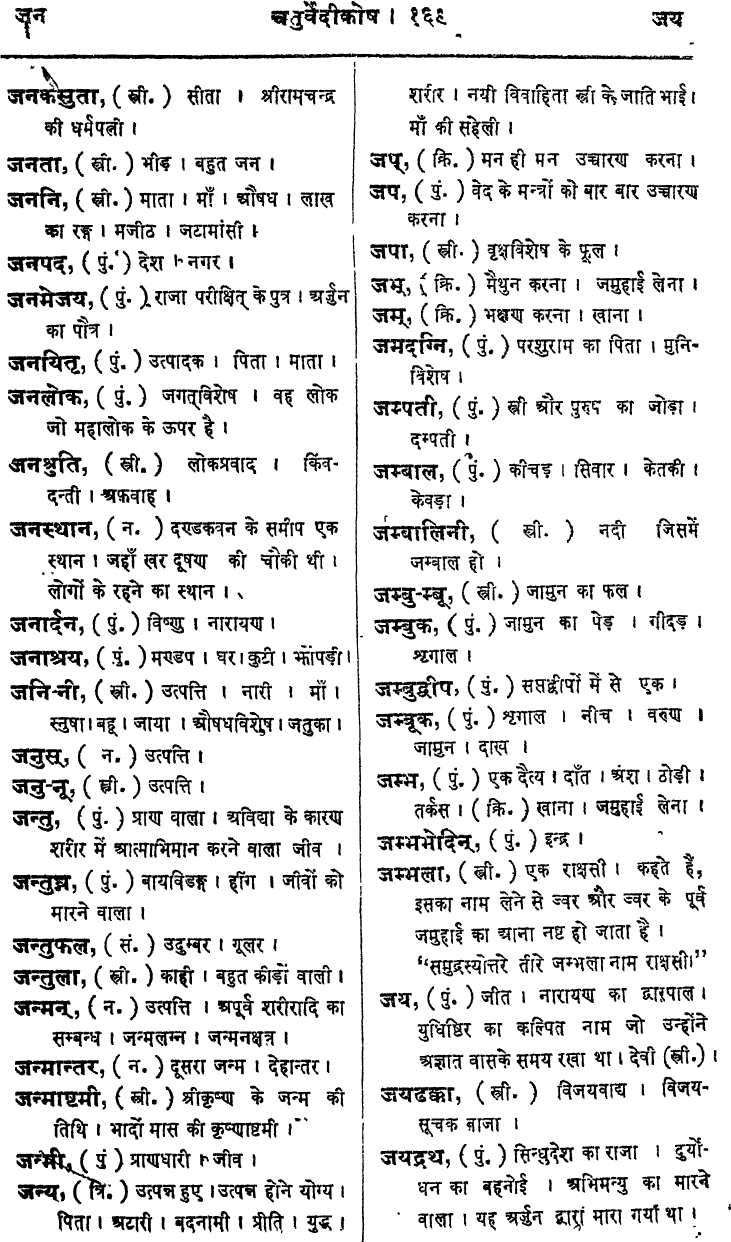 जन चतुर्वेदीकोष । १६९ जय
जनकसुता, ( स्त्री. ) सीता । श्रीरामचन्द्र
की धर्मपत्नी ।
जनता, ( स्त्री. ) भीड़ । बहुत जन ।
जननि, ( स्त्री. ) माता । माँ । औषध । लाख
का रङ्ग । मजीठ । जटामांसी ।
जनपद, ( पुं. ) देश । नगर ।
जनमेजय, ( पुं. ) राजा परीक्षित् के पुत्र । अर्जुन
का पौत्र ।
जनयितृ, ( पुं. ) उत्पादक । पिता । माता ।
जनलोक, ( पुं. ) जगत्‌विशेष । वह लोक
जो महालोक के ऊपर है ।
जनश्रुति, ( स्त्री. ) लोकप्रवाद । किंव-
दन्ती । अफ़वाह ।
जनस्थान, ( न. ) दण्डकवन के समीप एक
स्थान । जहाँ खर दूषण की चौकी थी ।
लोगों के रहने का स्थान ।
जनार्दन, ( पुं. ) विष्णु । नारायण ।
जनाश्रय, ( पुं. ) मण्डप । घर । कुटी । झोंपड़ी ।
जनि-नी, ( स्त्री. ) उत्पत्ति । नारी । माँ ।
स्नुषा । बहू । जाया । औषधविशेष । जतुका ।
जनुस्, ( न. ) उत्पत्ति ।
जनु-नू, ( स्त्री. ) उत्पत्ति ।
जन्तु, ( पुं. ) प्राण वाला । अविद्या के कारण
शरीर में आत्माभिमान करने वाला जीव ।
जन्तुघ्न, ( पुं. ) बायविडङ्ग । हींग । जीवों को
मारने वाला ।
जन्तुफल, ( सं. ) उदुम्बर । गूलर ।
जन्तुला, ( स्त्री. ) काही । बहुत कीड़ों वाली ।
जन्मन्, ( न. ) उत्पत्ति । अपूर्व शरीरादि का
सम्बन्ध । जन्मलग्न । जन्मनक्षत्र ।
जन्मान्तर, ( न. ) दूसरा जन्म । देहान्तर ।
जन्माष्टमी, ( स्त्री. ) श्रीकृष्ण के जन्म की
तिथि । भादों मास की कृष्णाष्टमी ।
जन्मी, ( पुं ) प्राणधारी । जीव ।
जन्य, ( त्रि. ) उत्पन्न हुए । उत्पन्न होने योग्य ।
पिता । अटारी । बदनामी । प्रीति । युद्ध ।
शरीर । नयी विवाहिता स्त्री के जाति भाई ।
माँ की सहेली ।
जप्, ( क्रि. ) मन ही मन उच्चारण करना ।
जप, ( पुं. ) वेद के मन्त्रों को बार बार उच्चारण
करना ।
जपा, ( स्त्री. ) वृक्षविशेष के फूल ।
जभ्, ( क्रि. ) मैथुन करना । जमुहाई लेना ।
जम्, ( क्रि. ) भक्षण करना । खाना ।
जमदग्नि, ( पुं. ) परशुराम का पिता । मुनि-
विशेष ।
जम्पती, ( पुं. ) स्त्री और पुरुष का जोड़ा ।
दम्पती ।
जम्बाल, ( पुं. ) कीचड़ । सिवार । केतकी ।
केवड़ा ।
जम्बालिनी, ( स्त्री. ) नदी जिसमें
जम्बाल हो ।
जम्बु-म्बू, ( स्त्री. ) जामुन का फल ।
जम्बुक, ( पुं. ) जामुन का पेड़ । गीदड़ ।
शृगाल ।
जम्बुद्वीप, ( पुं. ) सप्तद्वीपों में से एक ।
जम्बूक, ( पुं. ) शृगाल । नीच । वरुण ।
जामुन । दाख ।
जम्भ, ( पुं. ) एक दैत्य । दाँत । अंश । ठोड़ी ।
तर्कस । ( क्रि. ) खाना । जमुहाई लेना ।
जम्भभेदिन्, ( पुं. ) इन्द्र ।
जम्भला, ( स्त्री. ) एक राक्षसी । कहते हैं,
इसका नाम लेने से ज्वर और ज्वर के पूर्व
जमुहाई का आना नष्ट हो जाता है ।
“समुद्रस्योत्तरे तीरे जम्भला नाम राक्षसी।”
जय, ( पुं. ) जीत । नारायण का द्वारपाल ।
युधिष्ठिर का कल्पित नाम जो उन्होंने
अज्ञात वासके समय रखा था । देवी (स्त्री.) ।
जयढक्का, ( स्त्री. ) विजयवाद्य । विजय-
सूचक बाजा ।
जयद्रथ, ( पुं. ) सिन्धुदेश का राजा । दुर्यो-
धन का बहनोई । अभिमन्यु का मारने
वाला । यह अर्जुन द्वारा मारा गया था ।